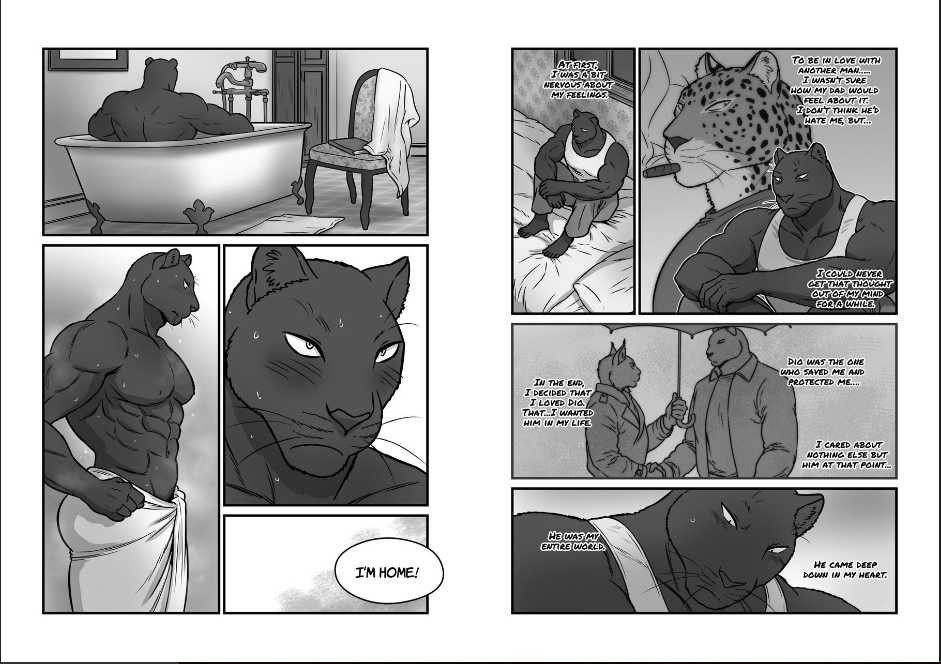 I'M HOME!
AT FIRST,
I WAS A BIT
NERVOUS ABOUT
MY FEELINGS.
TO BE IN LOVE WITH
ANOTHER MAN.....
I WASN'T SURE
HOW MY DAD WOULD
FEEL ABOUT IT.
I DON'T THINK HE'D
HATE ME, BUT...
I COULD NEVER
GET THAT THOUGHT
OUT OF MY MIND
FOR A WHILE.
DIO WAS THE ONE
WHO SAVED ME AND
PROTECTED ME....
IN THE END,
I DECIDED THAT
I LOVED DIO.
THAT...I WANTED
HIM IN MY LIFE.
I CARED ABOUT
NOTHING ELSE BUT
HIM AT THAT POINT...
HE WAS MY
ENTIRE WORLD.
HE CAME DEEP
DOWN IN MY HEART.